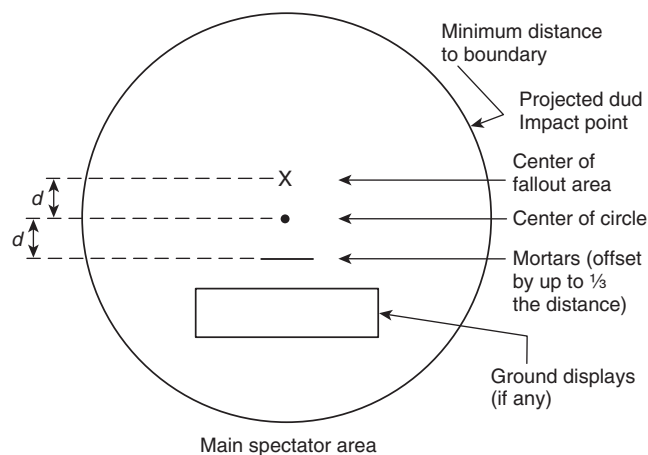 Minimum distance
to boundary
Projected dud
Impact point
X
Center of
fallout area
d
Center of circle
d
Mortars (offset
by up to ⅓
the distance)
Ground displays
(if any)
Main spectator area